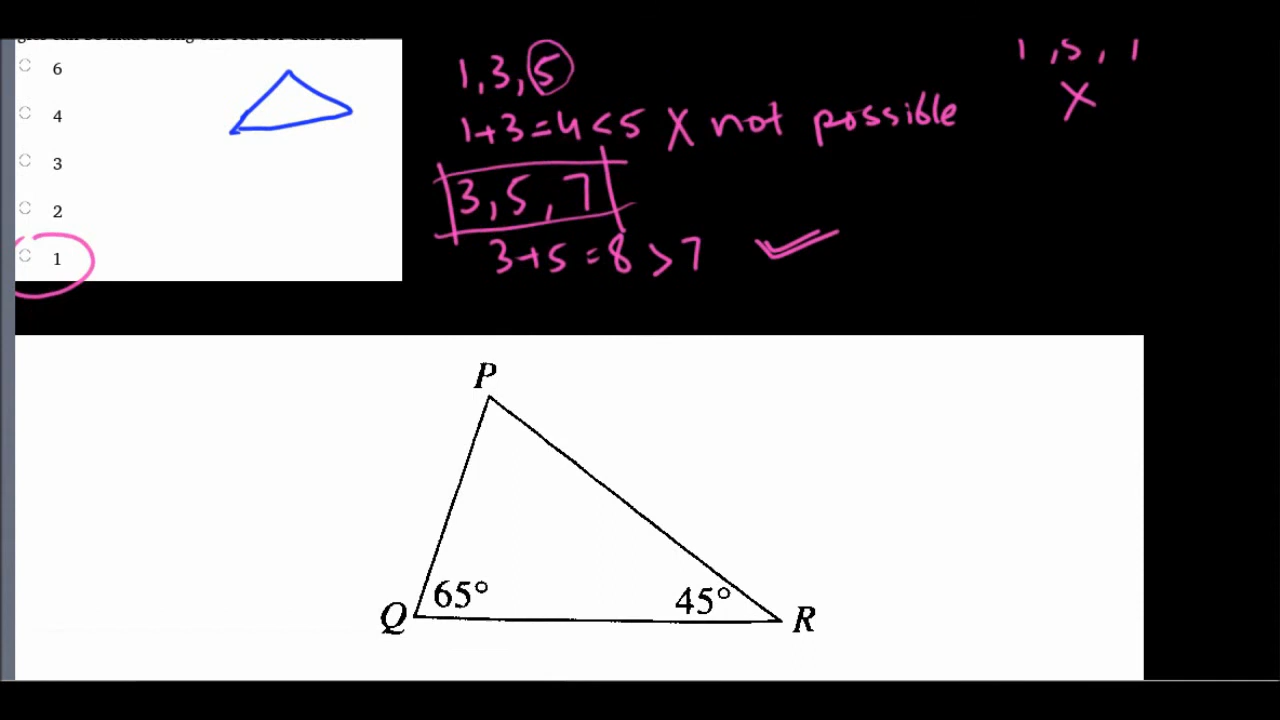 6
4
3
2
1
1, 3, 5
1+3=4<5 X not possible
3, 5, 7
3+5=8>7
1, 5, 1
X
P
65°
45°
Q
R